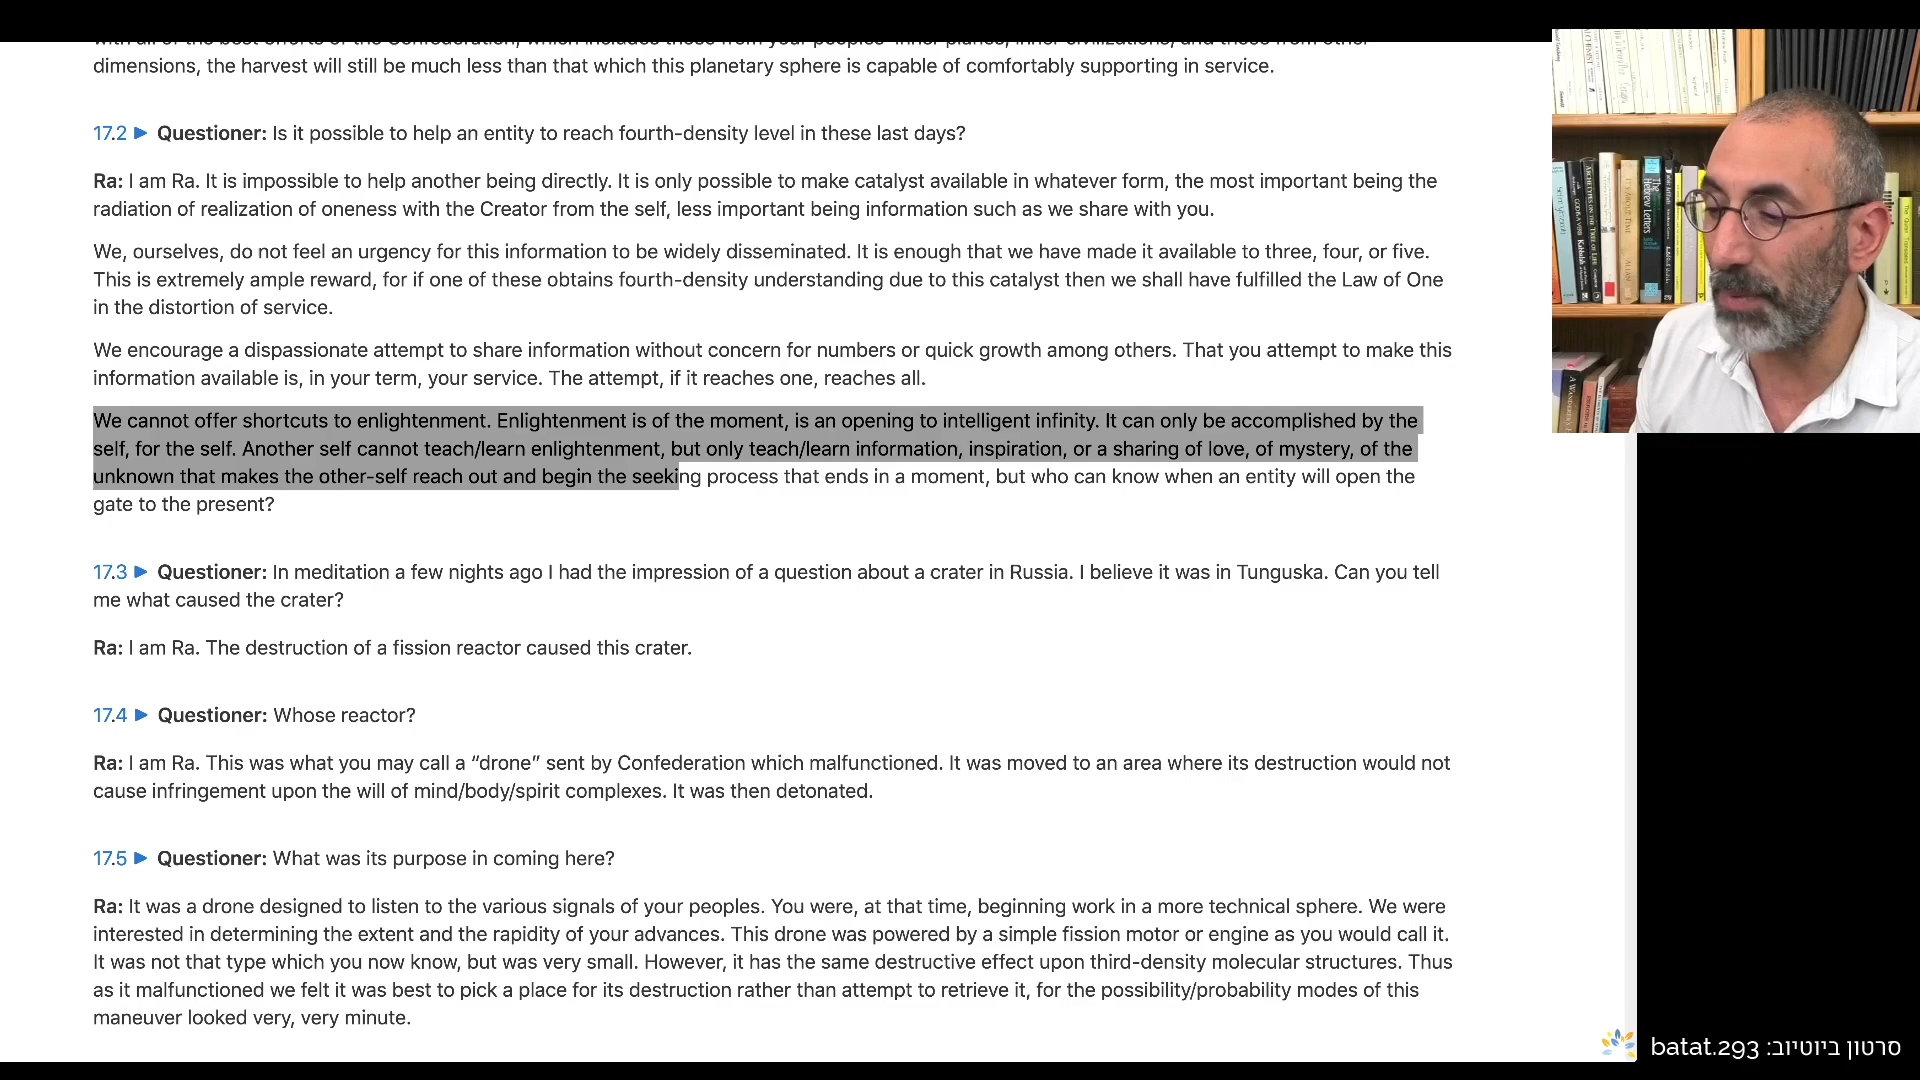 dimensions, the harvest will still be much less than that which this planetary sphere is capable of comfortably supporting in service.
17.2 ▶ Questioner: Is it possible to help an entity to reach fourth-density level in these last days?
Ra: I am Ra. It is impossible to help another being directly. It is only possible to make catalyst available in whatever form, the most important being the
radiation of realization of oneness with the Creator from the self, less important being information such as we share with you.
We, ourselves, do not feel an urgency for this information to be widely disseminated. It is enough that we have made it available to three, four, or five.
This is extremely ample reward, for if one of these obtains fourth-density understanding due to this catalyst then we shall have fulfilled the Law of One
in the distortion of service.
We encourage a dispassionate attempt to share information without concern for numbers or quick growth among others. That you attempt to make this
information available is, in your term, your service. The attempt, if it reaches one, reaches all.
We cannot offer shortcuts to enlightenment. Enlightenment is of the moment, is an opening to intelligent infinity. It can only be accomplished by the
self, for the self. Another self cannot teach/learn enlightenment, but only teach/learn information, inspiration, or a sharing of love, of mystery, of the
unknown that makes the other-self reach out and begin the seeking process that ends in a moment, but who can know when an entity will open the
gate to the present?
17.3 ▶ Questioner: In meditation a few nights ago I had the impression of a question about a crater in Russia. I believe it was in Tunguska. Can you tell
me what caused the crater?
Ra: I am Ra. The destruction of a fission reactor caused this crater.
17.4 ▶ Questioner: Whose reactor?
Ra: I am Ra. This was what you may call a “drone” sent by Confederation which malfunctioned. It was moved to an area where its destruction would not
cause infringement upon the will of mind/body/spirit complexes. It was then detonated.
17.5 ▶ Questioner: What was its purpose in coming here?
Ra: It was a drone designed to listen to the various signals of your peoples. You were, at that time, beginning work in a more technical sphere. We were
interested in determining the extent and the rapidity of your advances. This drone was powered by a simple fission motor or engine as you would call it.
It was not that type which you now know, but was very small. However, it has the same destructive effect upon third-density molecular structures. Thus
as it malfunctioned we felt it was best to pick a place for its destruction rather than attempt to retrieve it, for the possibility/probability modes of this
maneuver looked very, very minute.
The Hebrew Letters
סרטון ביוטיוב: batat.293